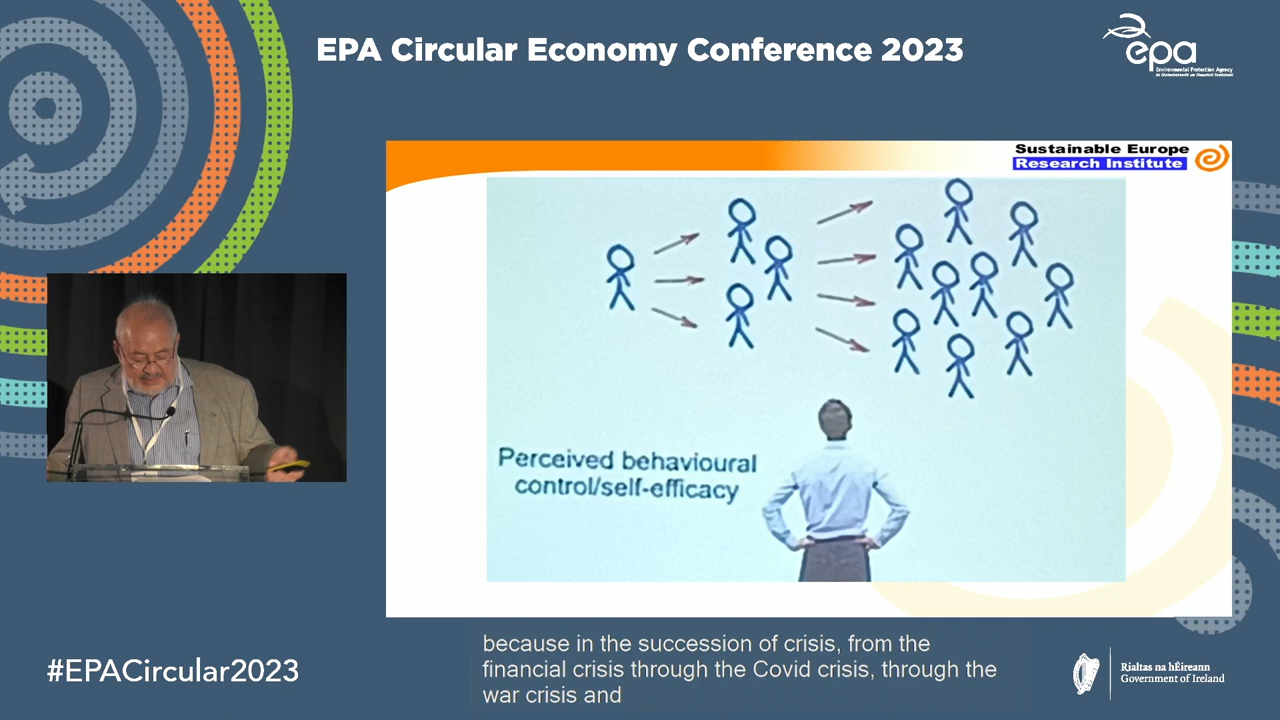 EPA Circular Economy Conference 2023
epa
Environmental Protection Agency
Sustainable Europe
Research Institute
Perceived behavioural
control/self-efficacy
because in the succession of crisis, from the
financial crisis through the Covid crisis, through the
war crisis and
#EPACircular2023
Rialtas na hÉireann
Government of Ireland